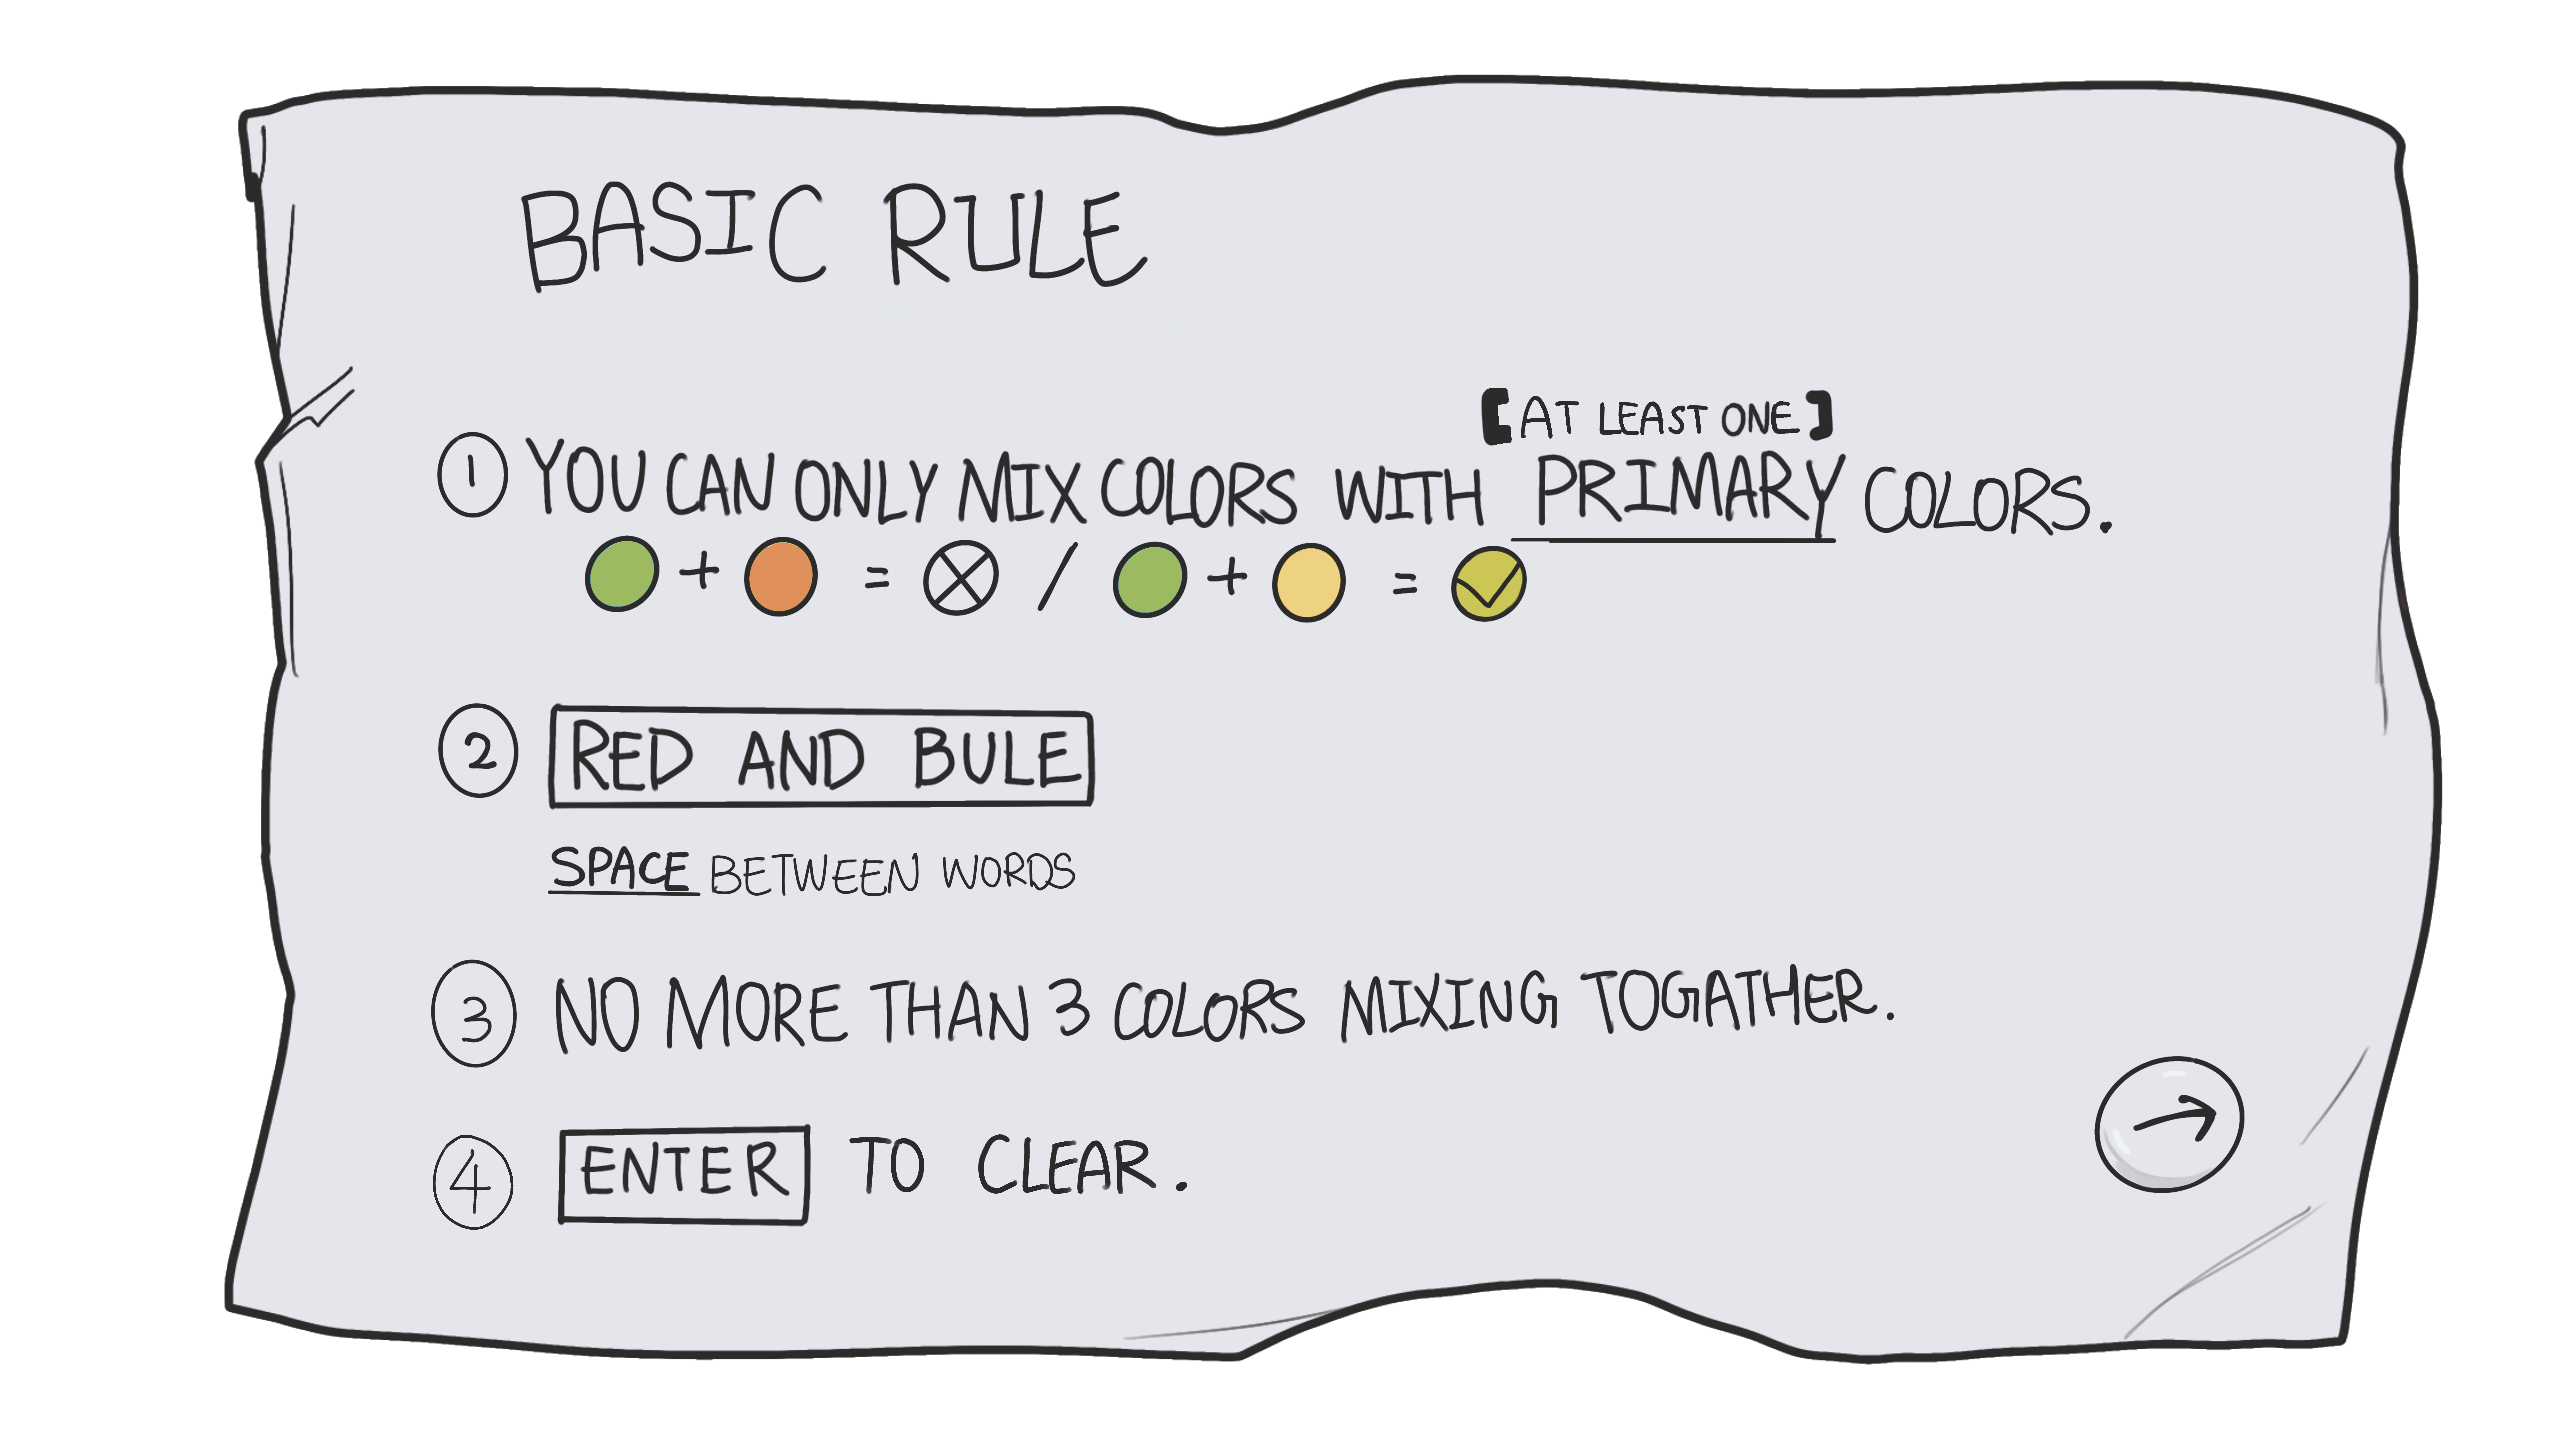 BASIC RULE
[AT LEAST ONE]
1 YOU CAN ONLY MIX COLORS WITH PRIMARY COLORS.
+ = / + =
2 RED AND BULE
SPACE BETWEEN WORDS
3 NO MORE THAN 3 COLORS MIXING TOGATHER.
4 ENTER TO CLEAR.